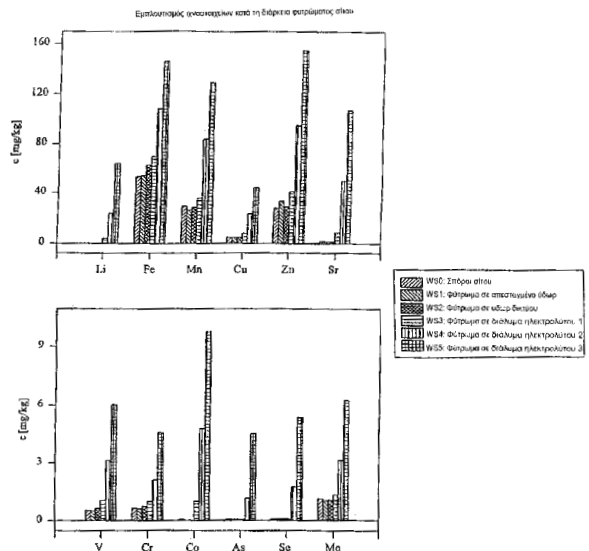 Εμπλουτισμός ιχνοστοιχείων κατά τη διάρκεια φυτρώματος σίτου
160
120
80
40
0
c [mg/kg]
Li Fe Mn Cu Zn Sr
WS0: Σπόροι σίτου
WS1: Φύτρωμα σε απεσταγμένο ύδωρ
WS2: Φύτρωμα σε ύδωρ δικτύου
WS3: Φύτρωμα σε διάλυμα ηλεκτρολύτου 1
WS4: Φύτρωμα σε διάλυμα ηλεκτρολύτου 2
WS5: Φύτρωμα σε διάλυμα ηλεκτρολύτου 3
9
6
3
0
c [mg/kg]
V Cr Co As Se Mo